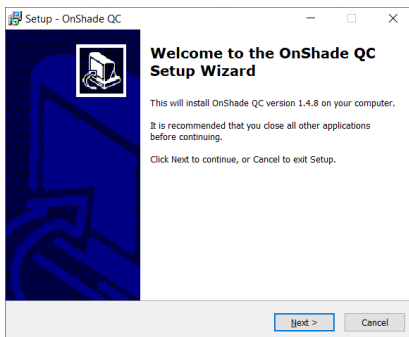 Setup - OnShade QC
Welcome to the OnShade QC
Setup Wizard
This will install OnShade QC version 1.4.8 on your computer.
It is recommended that you close all other applications
before continuing.
Click Next to continue, or Cancel to exit Setup.
Next >
Cancel